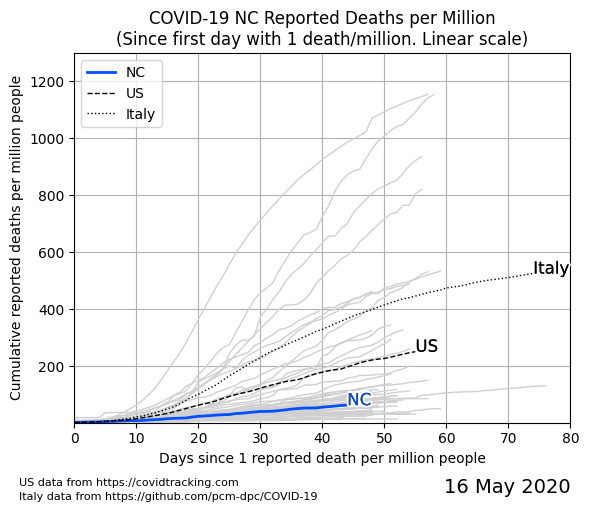 COVID-19 NC Reported Deaths per Million
(Since first day with 1 death/million. Linear scale)
Cumulative reported deaths per million people
1200
1000
800
600
400
200
NC
US
Italy
Italy
US
NC
0
10
20
30
40
50
60
70
80
Days since 1 reported death per million people
US data from https://covidtracking.com
Italy data from https://github.com/pcm-dpc/COVID-19
16 May 2020